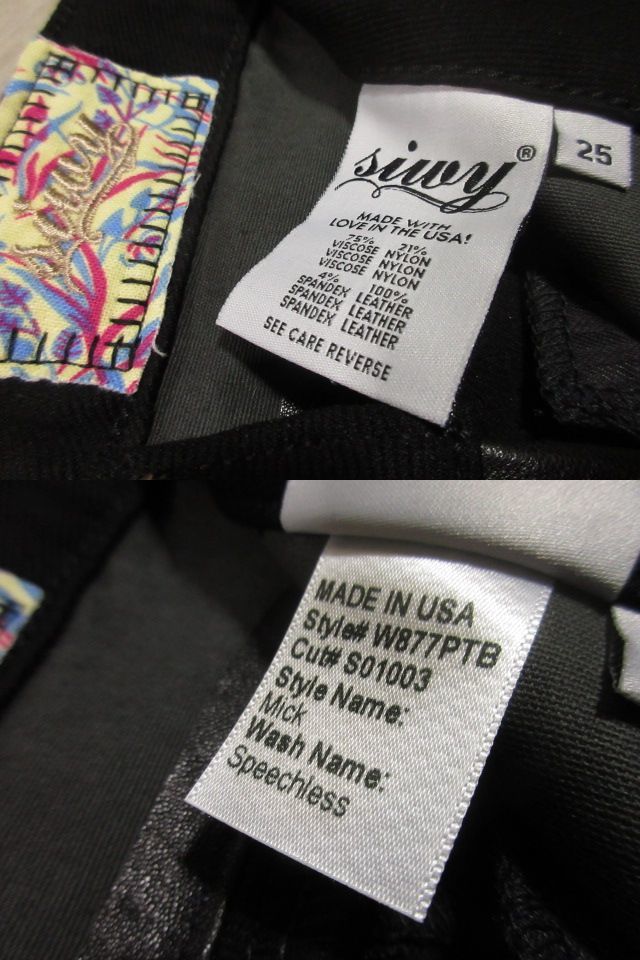 siwy
siwy®
25
MADE WITH
LOVE IN THE USA!
75% 21%
VISCOSE NYLON
VISCOSE NYLON
VISCOSE NYLON
4% 100%
SPANDEX LEATHER
SPANDEX LEATHER
SPANDEX LEATHER
SEE CARE REVERSE
MADE IN USA
Style# W877PTB
Cut# S01003
Style Name:
Mick
Wash Name:
Speechless